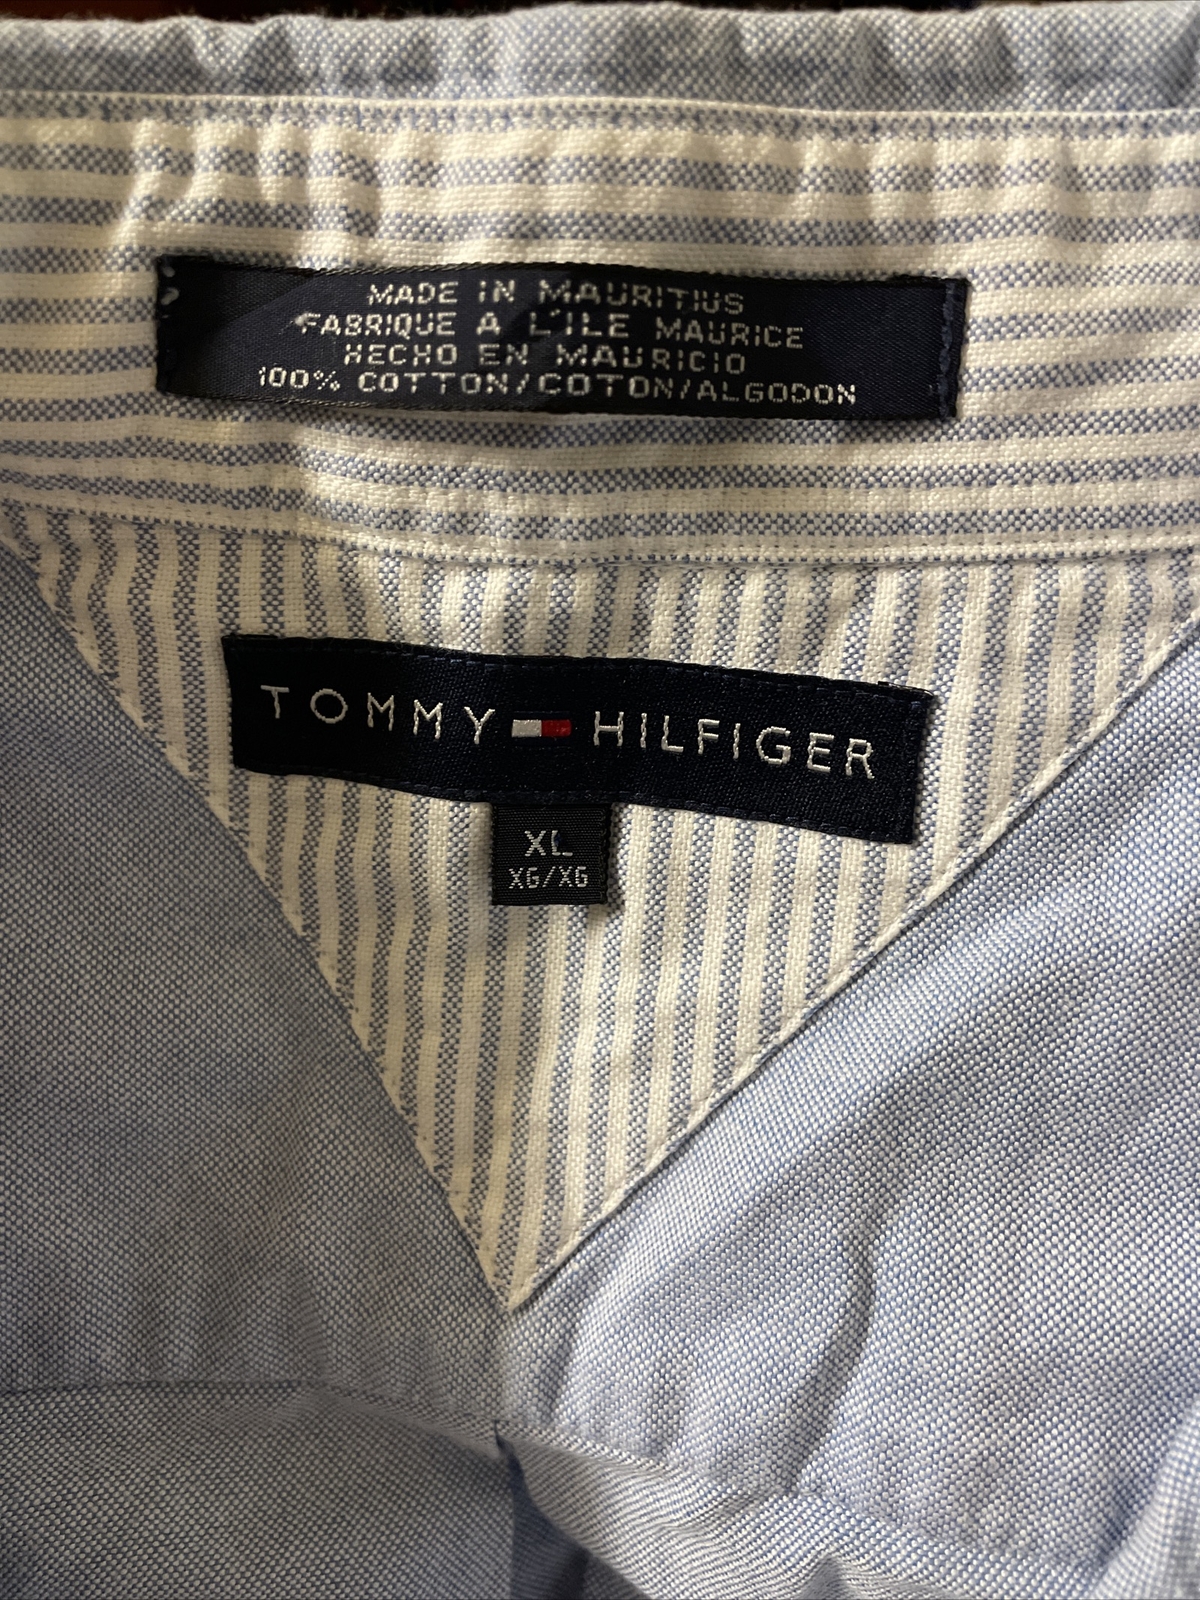 MADE IN MAURITIUS
FABRIQUE A L'ILE MAURICE
HECHO EN MAURICIO
100% COTTON/COTON/ALGODON
TOMMY HILFIGER
XL
XG/XG